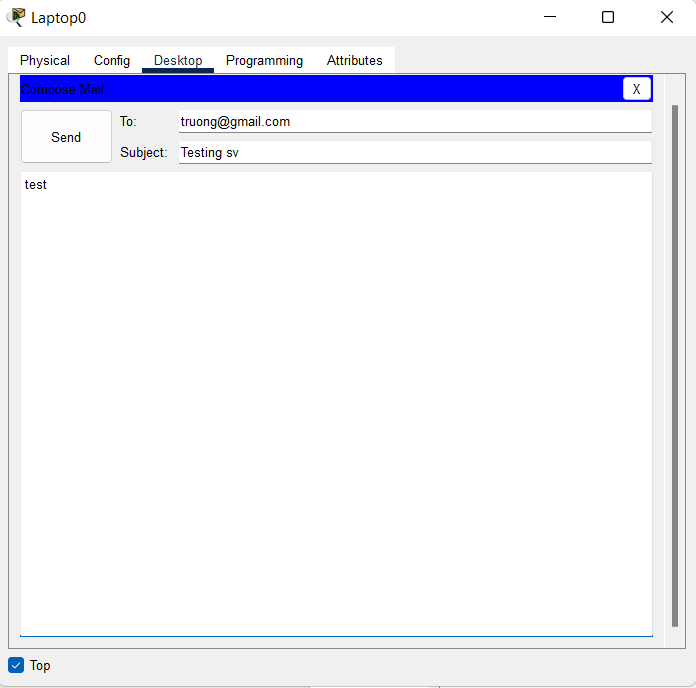 Laptop0
Physical Config Desktop Programming Attributes
Compose Mail X
Send
To: truong@gmail.com
Subject: Testing sv
test
Top